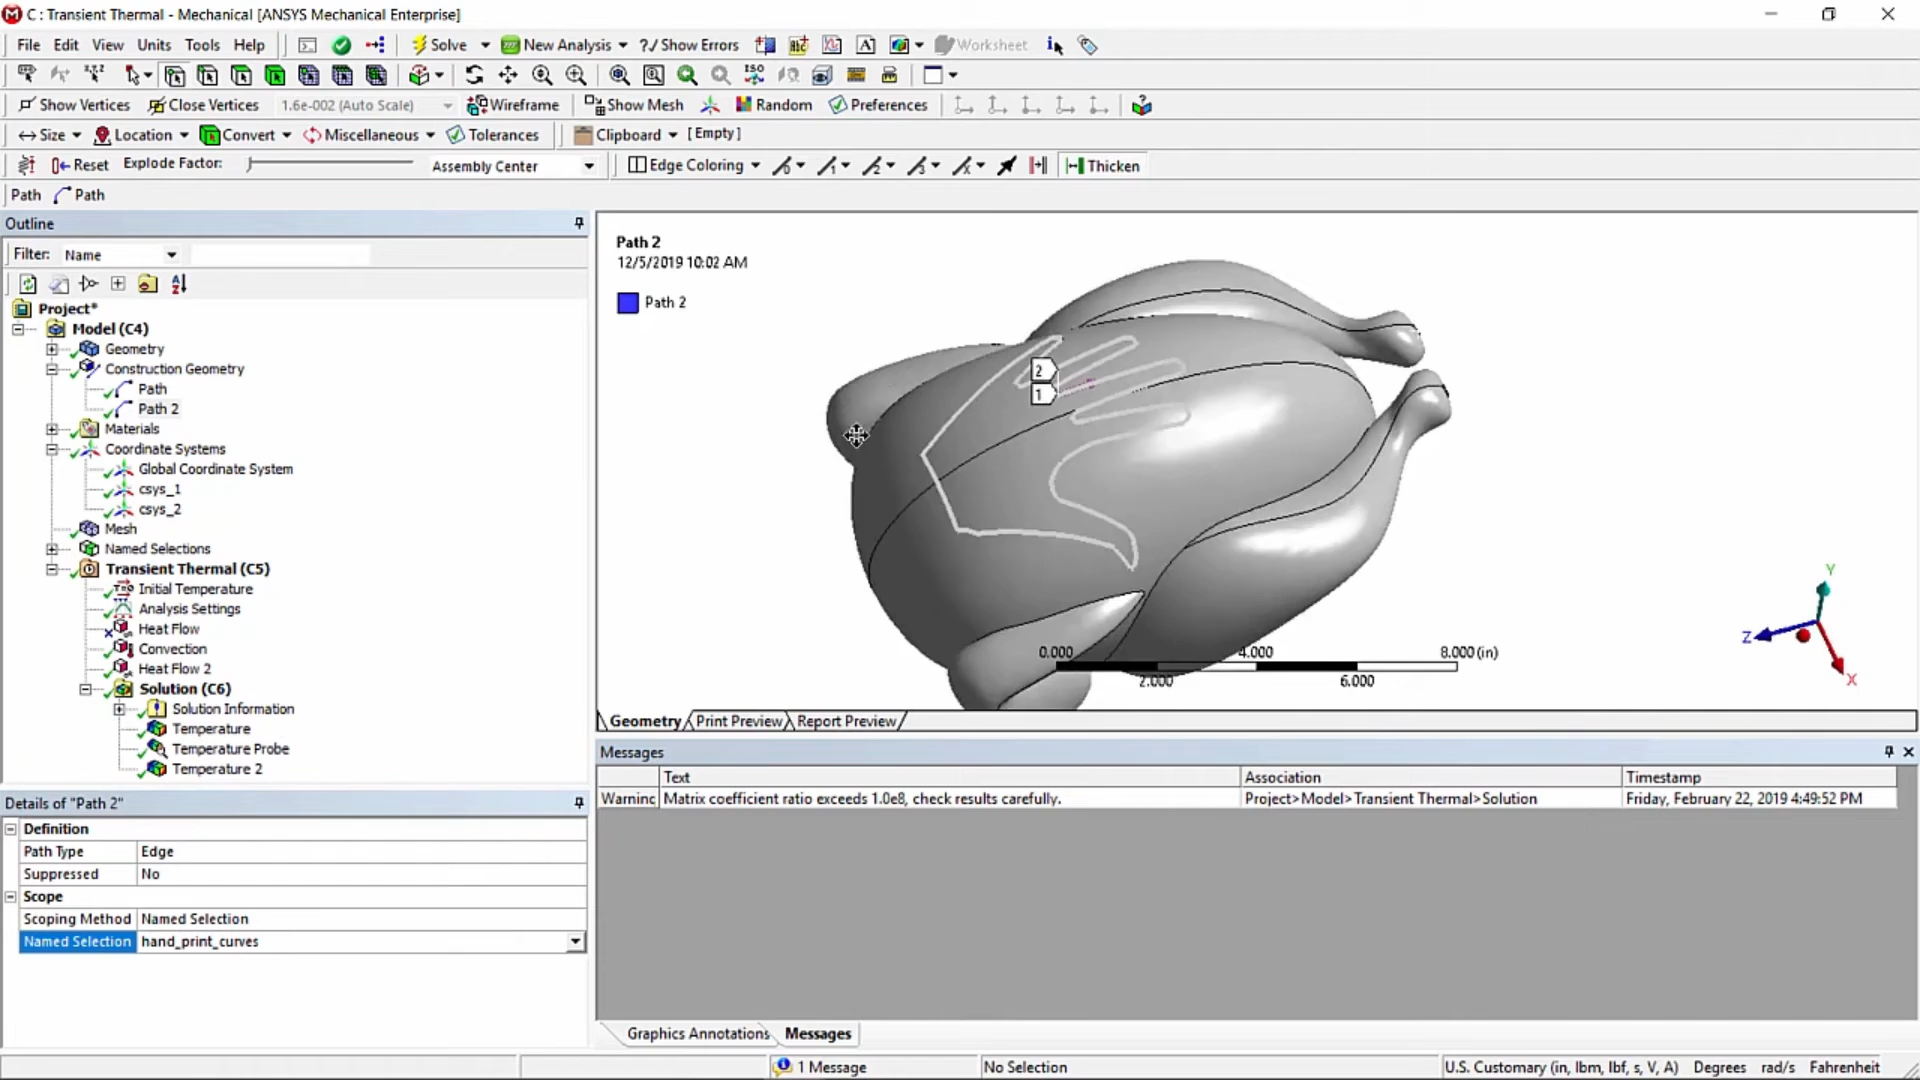 C : Transient Thermal - Mechanical [ANSYS Mechanical Enterprise]
File Edit View Units Tools Help Solve New Analysis ?/ Show Errors Worksheet
Show Vertices Close Vertices 1.6e-002 (Auto Scale) Wireframe Show Mesh Random Preferences
Size Location Convert Miscellaneous Tolerances Clipboard [ Empty ]
Reset Explode Factor: Assembly Center Edge Coloring Thicken
Path Path
Outline
Filter: Name
Project*
Model (C4)
Geometry
Construction Geometry
Path
Path 2
Materials
Coordinate Systems
Global Coordinate System
csys_1
csys_2
Mesh
Named Selections
Transient Thermal (C5)
Initial Temperature
Analysis Settings
Heat Flow
Convection
Heat Flow 2
Solution (C6)
Solution Information
Temperature
Temperature Probe
Temperature 2
Details of "Path 2"
Definition
Path Type Edge
Suppressed No
Scope
Scoping Method Named Selection
Named Selection hand_print_curves
Path 2
12/5/2019 10:02 AM
Path 2
2
1
0.000 4.000 8.000 (in)
2.000 6.000
Y
Z
X
Geometry Print Preview Report Preview
Messages
Text Association Timestamp
Warning Matrix coefficient ratio exceeds 1.0e8, check results carefully. Project>Model>Transient Thermal>Solution Friday, February 22, 2019 4:49:52 PM
Graphics Annotations Messages
1 Message No Selection U.S. Customary (in, lbm, lbf, s, V, A) Degrees rad/s Fahrenheit